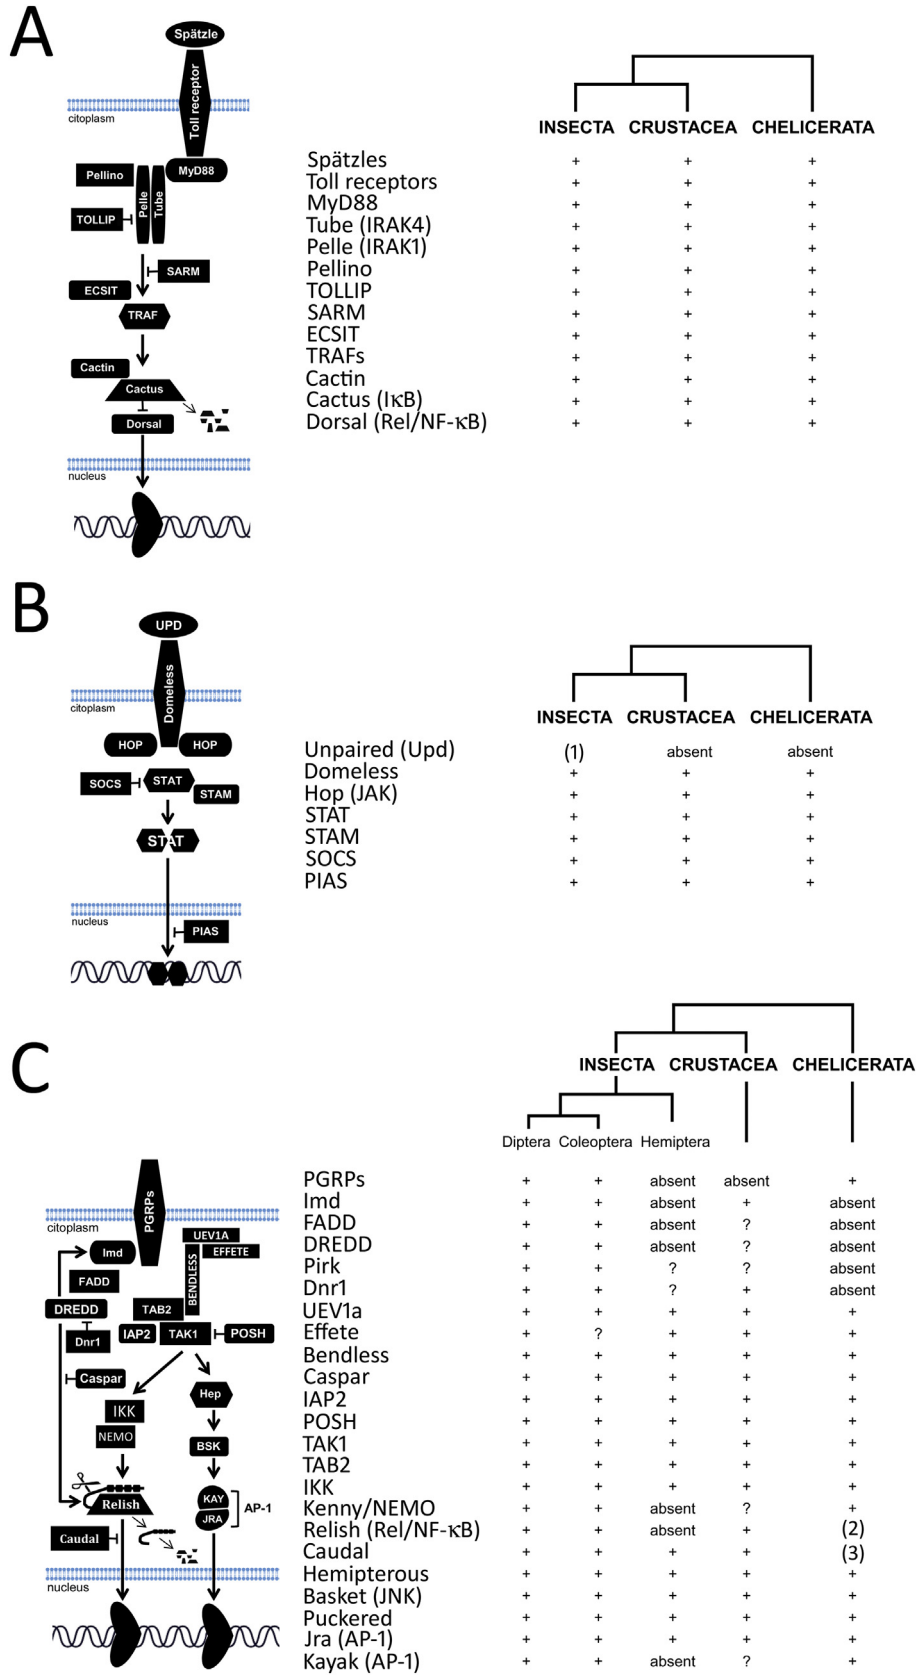 A
Spätzle
Toll receptor
citoplasm
MyD88
Pellino
Pelle
Tube
TOLLIP
SARM
ECSIT
TRAF
Cactin
Cactus
Dorsal
nucleus
INSECTA CRUSTACEA CHELICERATA
Spätzles + + +
Toll receptors + + +
MyD88 + + +
Tube (IRAK4) + + +
Pelle (IRAK1) + + +
Pellino + + +
TOLLIP + + +
SARM + + +
ECSIT + + +
TRAFs + + +
Cactin + + +
Cactus (IκB) + + +
Dorsal (Rel/NF-κB) + + +
B
UPD
Domeless
citoplasm
HOP HOP
SOCS STAT
STAM
STAT
nucleus
PIAS
INSECTA CRUSTACEA CHELICERATA
Unpaired (Upd) (1) absent absent
Domeless + + +
Hop (JAK) + + +
STAT + + +
STAM + + +
SOCS + + +
PIAS + + +
C
PGRPs
citoplasm
UEV1A
EFFETE
BENDLESS
Imd
FADD
DREDD
Dnr1
TAB2
IAP2 TAK1 POSH
Caspar
Hep
IKK
NEMO
BSK
Relish
KAY
JRA
AP-1
Caudal
nucleus
INSECTA CRUSTACEA CHELICERATA
Diptera Coleoptera Hemiptera
PGRPs + + absent absent +
Imd + + absent + absent
FADD + + absent ? absent
DREDD + + absent ? absent
Pirk + + ? ? absent
Dnr1 + + ? + absent
UEV1a + + + + +
Effete + ? + + +
Bendless + + + + +
Caspar + + + + +
IAP2 + + + + +
POSH + + + + +
TAK1 + + + + +
TAB2 + + + + +
IKK + + + + +
Kenny/NEMO + + absent ? +
Relish (Rel/NF-κB) + + absent + (2)
Caudal + + + + (3)
Hemipterous + + + + +
Basket (JNK) + + + + +
Puckered + + + + +
Jra (AP-1) + + + + +
Kayak (AP-1) + + absent ? +